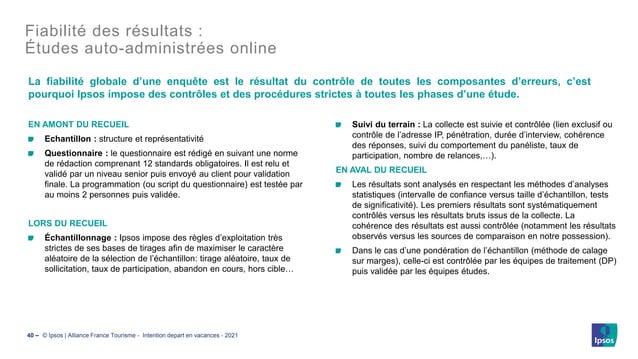 Fiabilité des résultats :
Études auto-administrées online
La fiabilité globale d’une enquête est le résultat du contrôle de toutes les composantes d’erreurs, c’est
pourquoi Ipsos impose des contrôles et des procédures strictes à toutes les phases d’une étude.
EN AMONT DU RECUEIL
Echantillon : structure et représentativité
Questionnaire : le questionnaire est rédigé en suivant une norme
de rédaction comprenant 12 standards obligatoires. Il est relu et
validé par un niveau senior puis envoyé au client pour validation
finale. La programmation (ou script du questionnaire) est testée par
au moins 2 personnes puis validée.
LORS DU RECUEIL
Échantillonnage : Ipsos impose des règles d’exploitation très
strictes de ses bases de tirages afin de maximiser le caractère
aléatoire de la sélection de l’échantillon: tirage aléatoire, taux de
sollicitation, taux de participation, abandon en cours, hors cible…
Suivi du terrain : La collecte est suivie et contrôlée (lien exclusif ou
contrôle de l’adresse IP, pénétration, durée d’interview, cohérence
des réponses, suivi du comportement du panéliste, taux de
participation, nombre de relances,…).
EN AVAL DU RECUEIL
Les résultats sont analysés en respectant les méthodes d’analyses
statistiques (intervalle de confiance versus taille d’échantillon, tests
de significativité). Les premiers résultats sont systématiquement
contrôlés versus les résultats bruts issus de la collecte. La
cohérence des résultats est aussi contrôlée (notamment les résultats
observés versus les sources de comparaison en notre possession).
Dans le cas d’une pondération de l’échantillon (méthode de calage
sur marges), celle-ci est contrôlée par les équipes de traitement (DP)
puis validée par les équipes études.
40 – © Ipsos | Alliance France Tourisme - Intention depart en vacances - 2021
Ipsos